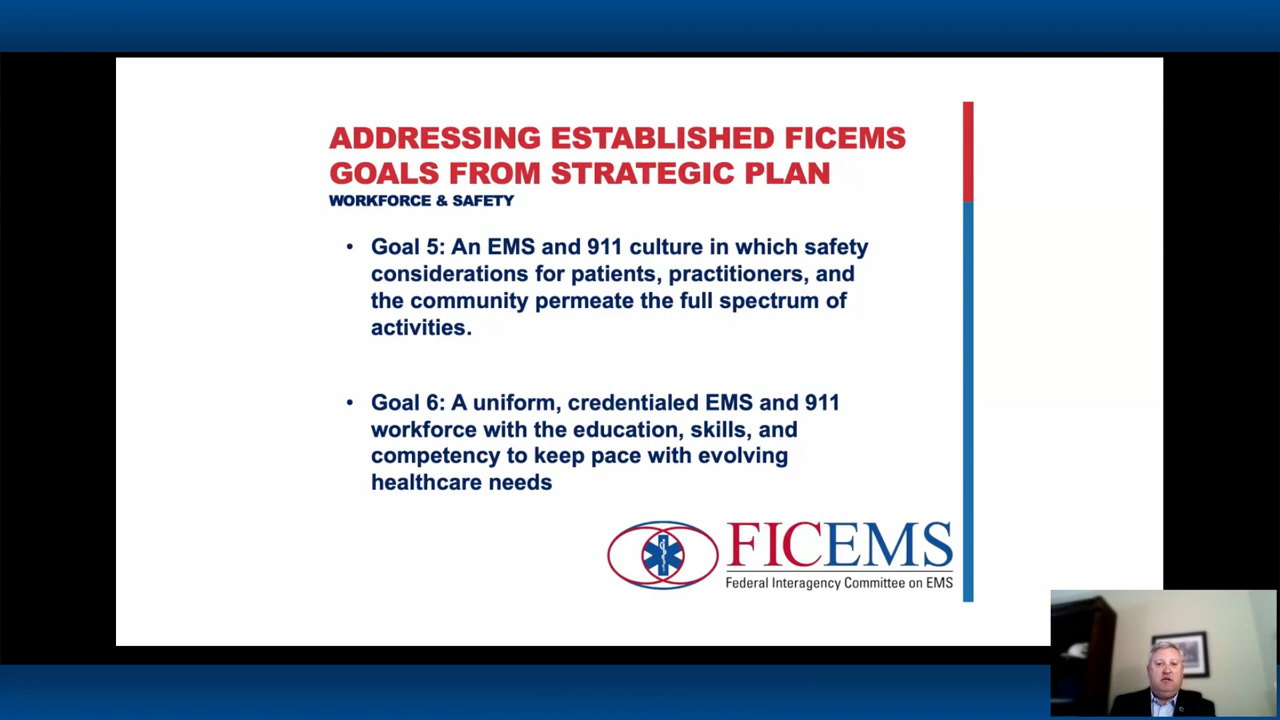 ADDRESSING ESTABLISHED FICEMS
GOALS FROM STRATEGIC PLAN
WORKFORCE & SAFETY
• Goal 5: An EMS and 911 culture in which safety
considerations for patients, practitioners, and
the community permeate the full spectrum of
activities.
• Goal 6: A uniform, credentialed EMS and 911
workforce with the education, skills, and
competency to keep pace with evolving
healthcare needs
FICEMS
Federal Interagency Committee on EMS